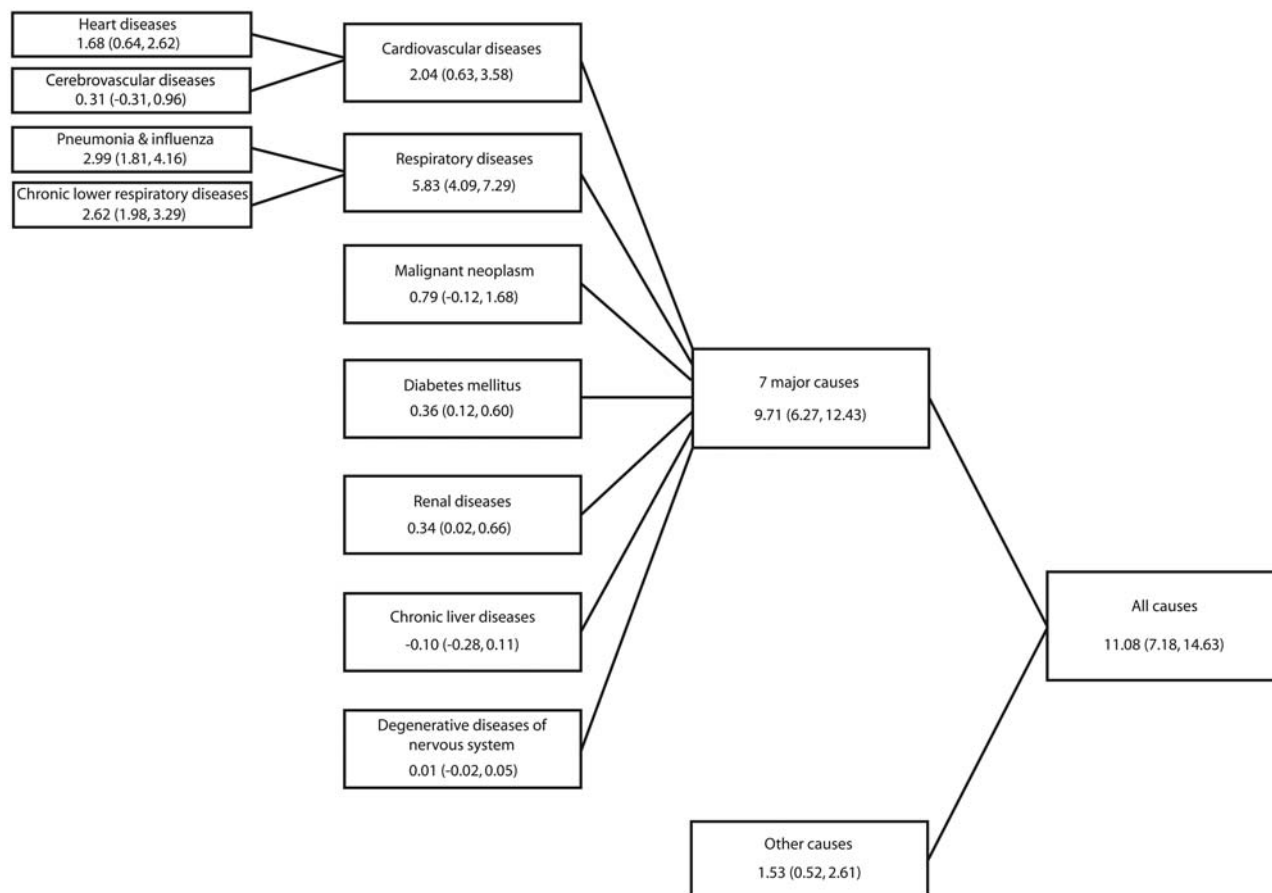 Heart diseases
1.68 (0.64, 2.62)
Cerebrovascular diseases
0. 31 (-0.31, 0.96)
Pneumonia & influenza
2.99 (1.81, 4.16)
Chronic lower respiratory diseases
2.62 (1.98, 3.29)
Cardiovascular diseases
2.04 (0.63, 3.58)
Respiratory diseases
5.83 (4.09, 7.29)
Malignant neoplasm
0.79 (-0.12, 1.68)
Diabetes mellitus
0.36 (0.12, 0.60)
Renal diseases
0.34 (0.02, 0.66)
Chronic liver diseases
-0.10 (-0.28, 0.11)
Degenerative diseases of
nervous system
0.01 (-0.02, 0.05)
7 major causes
9.71 (6.27, 12.43)
Other causes
1.53 (0.52, 2.61)
All causes
11.08 (7.18, 14.63)